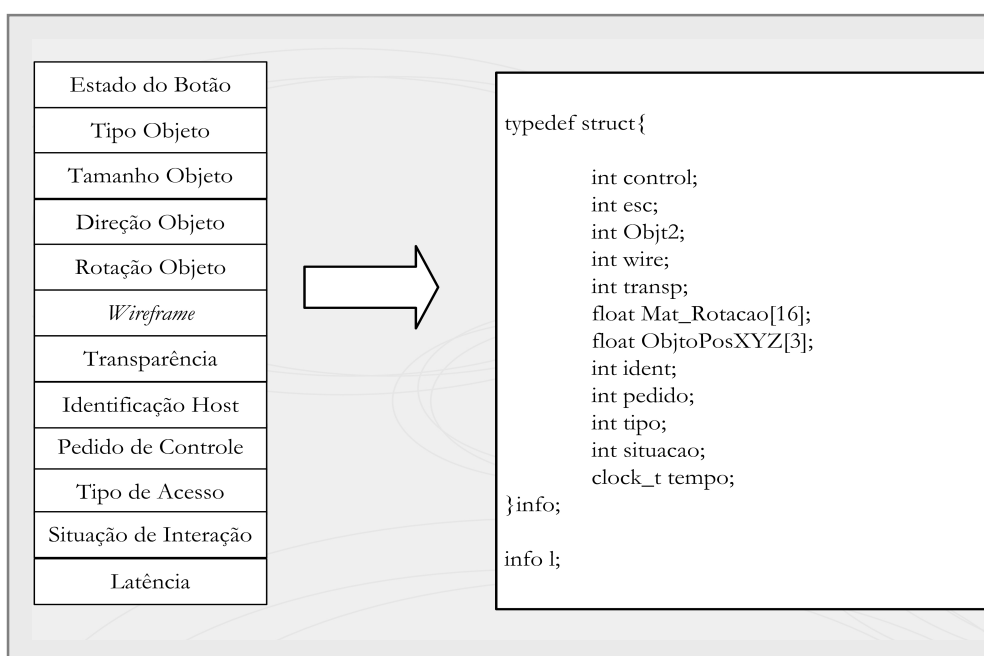 Estado do Botão
Tipo Objeto
Tamanho Objeto
Direção Objeto
Rotação Objeto
Wireframe
Transparência
Identificação Host
Pedido de Controle
Tipo de Acesso
Situação de Interação
Latência
typedef struct{
int control;
int esc;
int Objt2;
int wire;
int transp;
float Mat_Rotacao[16];
float ObjtoPosXYZ[3];
int ident;
int pedido;
int tipo;
int situacao;
clock_t tempo;
}info;
info l;